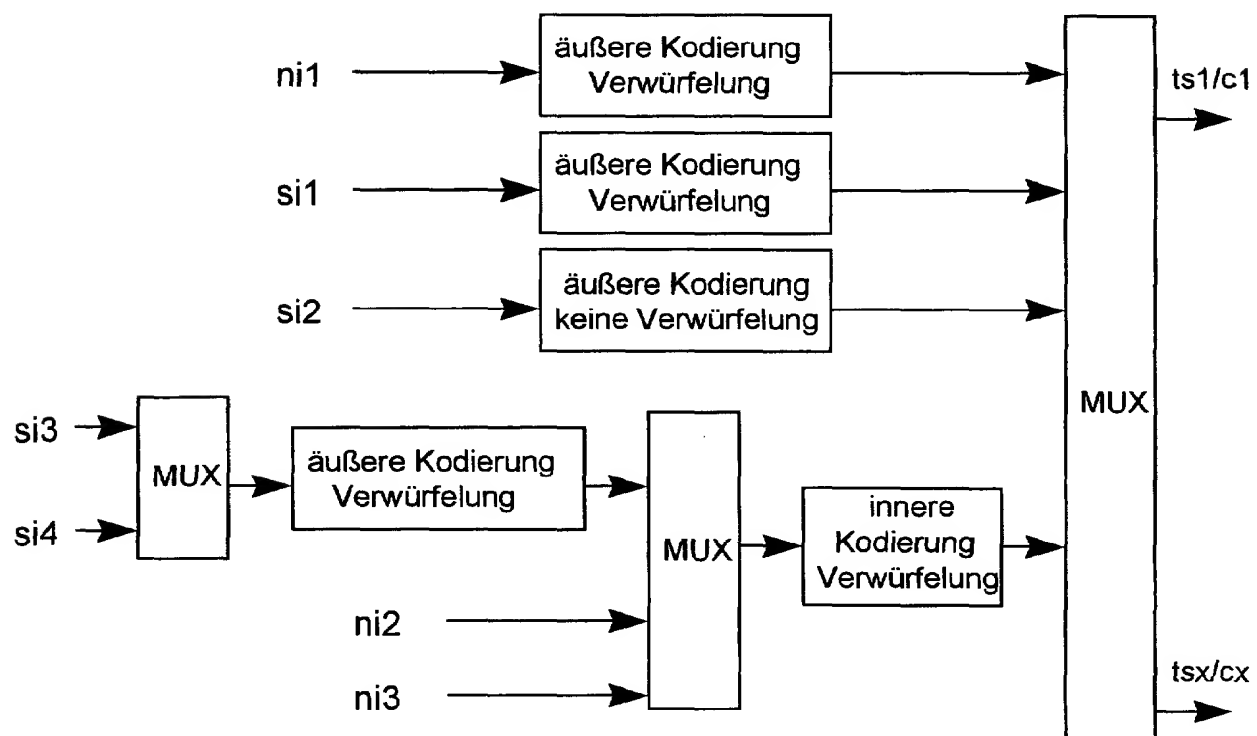 ni1
äußere Kodierung
Verwürfelung
ts1/c1
si1
äußere Kodierung
Verwürfelung
si2
äußere Kodierung
keine Verwürfelung
MUX
si3
MUX
si4
äußere Kodierung
Verwürfelung
MUX
innere
Kodierung
Verwürfelung
ni2
ni3
tsx/cx